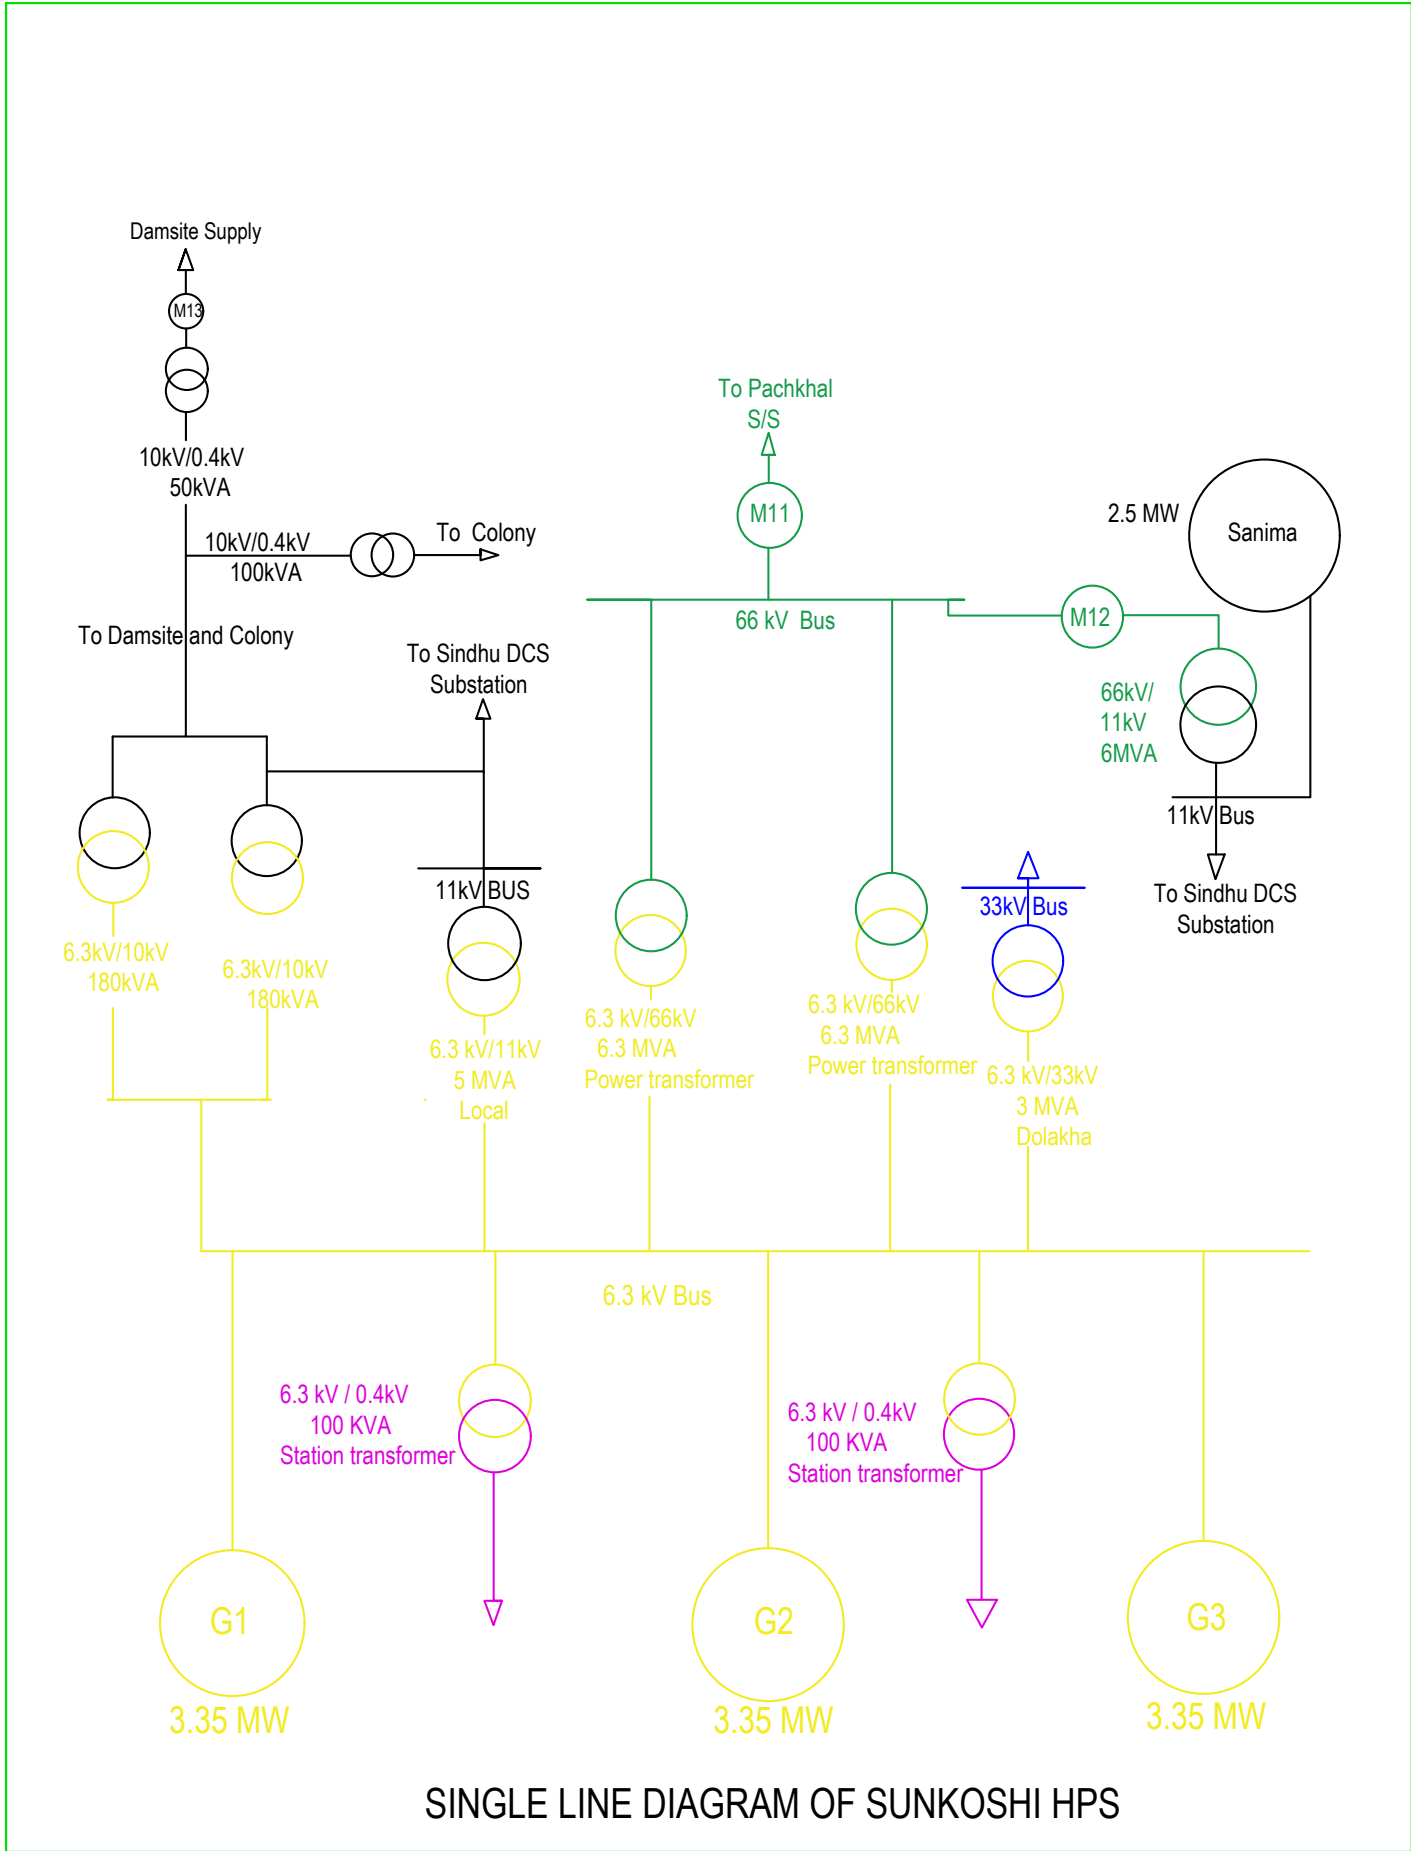 Damsite Supply
M13
10kV/0.4kV
50kVA
10kV/0.4kV
100kVA
To Colony
To Damsite and Colony
To Sindhu DCS
Substation
To Pachkhal
S/S
M11
66 kV Bus
M12
2.5 MW
Sanima
66kV/
11kV
6MVA
11kV Bus
To Sindhu DCS
Substation
11kV BUS
33kV Bus
6.3kV/10kV
180kVA
6.3kV/10kV
180kVA
6.3 kV/11kV
5 MVA
Local
6.3 kV/66kV
6.3 MVA
Power transformer
6.3 kV/66kV
6.3 MVA
Power transformer
6.3 kV/33kV
3 MVA
Dolakha
6.3 kV Bus
6.3 kV / 0.4kV
100 KVA
Station transformer
6.3 kV / 0.4kV
100 KVA
Station transformer
G1
3.35 MW
G2
3.35 MW
G3
3.35 MW
SINGLE LINE DIAGRAM OF SUNKOSHI HPS